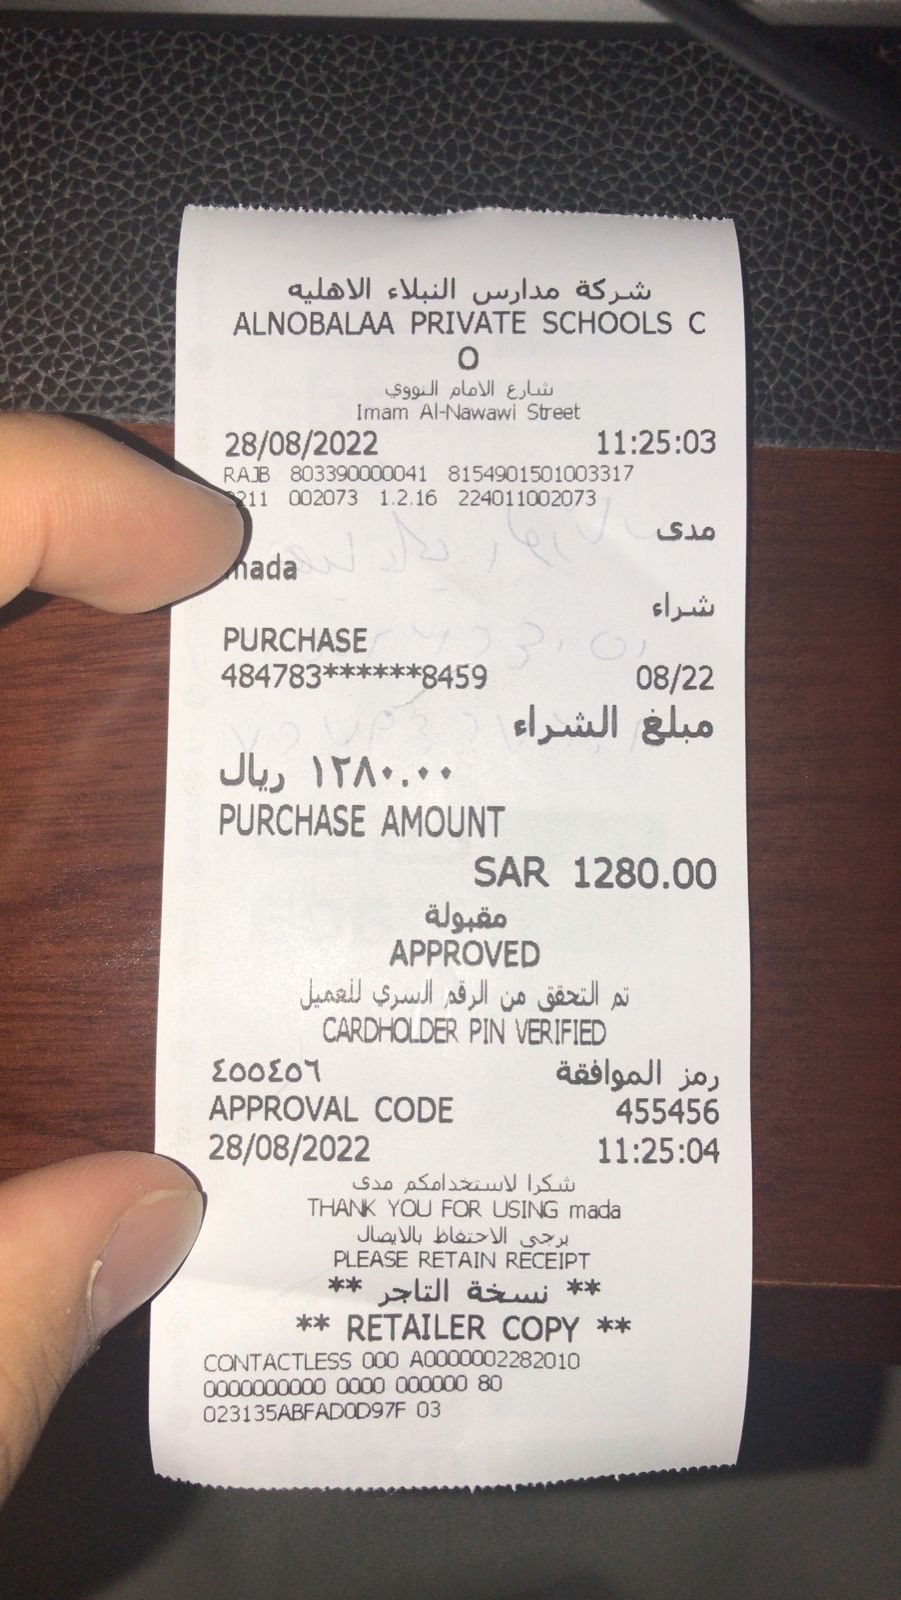 شركة مدارس النبلاء الاهليه
ALNOBALAA PRIVATE SCHOOLS C
O
شارع الامام النووي
Imam Al-Nawawi Street
28/08/2022 11:25:03
RAJB 803390000041 8154901501003317
211 002073 1.2.16 224011002073
مدى
mada
شراء
PURCHASE
484783******8459 08/22
مبلغ الشراء
١٢٨٠.٠٠ ريال
PURCHASE AMOUNT
SAR 1280.00
مقبولة
APPROVED
تم التحقق من الرقم السري للعميل
CARDHOLDER PIN VERIFIED
رمز الموافقة ٤٥٥٤٥٦
APPROVAL CODE 455456
28/08/2022 11:25:04
شكرا لاستخدامكم مدى
THANK YOU FOR USING mada
يرجى الاحتفاظ بالايصال
PLEASE RETAIN RECEIPT
** نسخة التاجر **
** RETAILER COPY **
CONTACTLESS 000 A0000002282010
0000000000 0000 000000 80
023135ABFAD0D97F 03